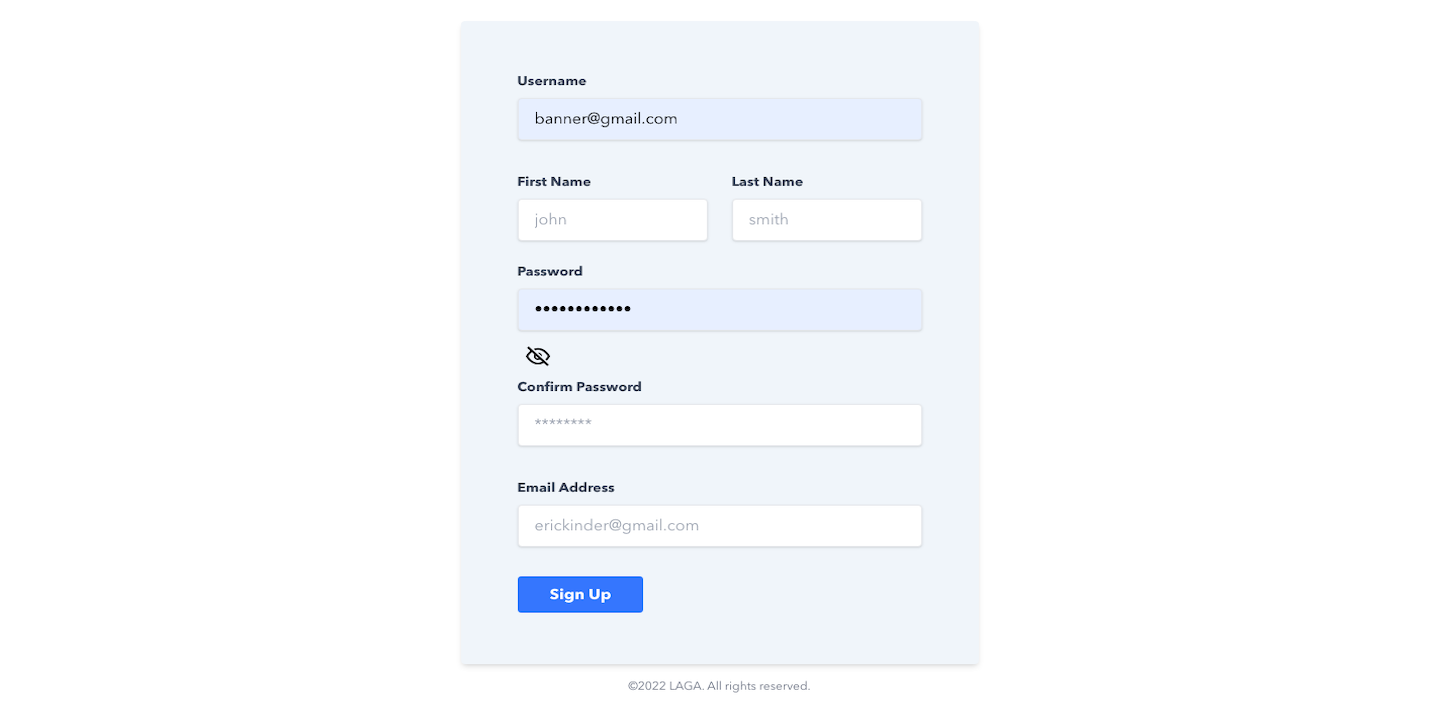 Username
banner@gmail.com
First Name Last Name
john smith
Password
••••••••••••
Confirm Password
********
Email Address
erickinder@gmail.com
Sign Up
©2022 LAGA. All rights reserved.